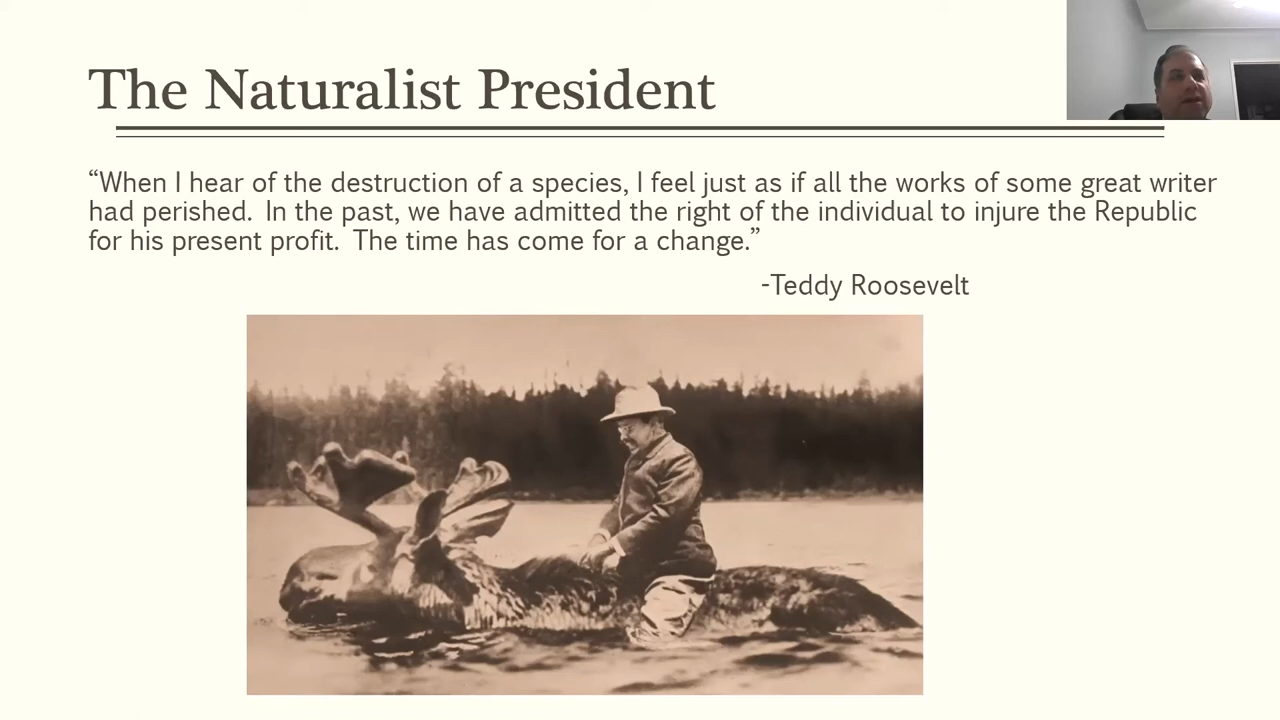 The Naturalist President
“When I hear of the destruction of a species, I feel just as if all the works of some great writer
had perished.  In the past, we have admitted the right of the individual to injure the Republic
for his present profit.  The time has come for a change.”
-Teddy Roosevelt